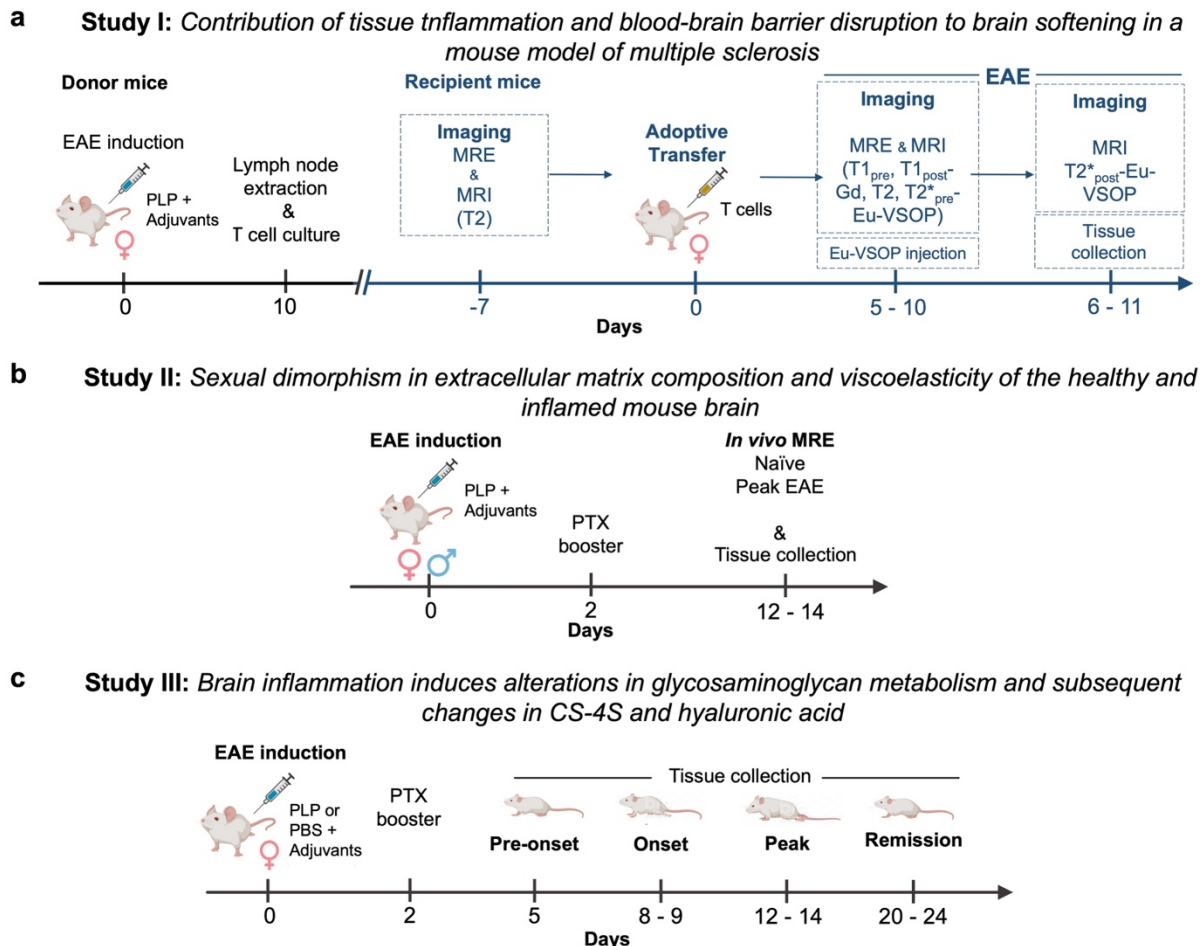 a
Study I: Contribution of tissue tnflammation and blood-brain barrier disruption to brain softening in a
mouse model of multiple sclerosis
Donor mice
EAE induction
PLP +
Adjuvants
♀
Lymph node
extraction
&
T cell culture
Recipient mice
Imaging
MRE
&
MRI
(T2)
Adoptive
Transfer
T cells
♀
EAE
Imaging
MRE & MRI
(T1pre, T1post-
Gd, T2, T2*pre-
Eu-VSOP)
Eu-VSOP injection
Imaging
MRI
T2*post-Eu-
VSOP
Tissue
collection
0
10
-7
0
5 - 10
6 - 11
Days
b
Study II: Sexual dimorphism in extracellular matrix composition and viscoelasticity of the healthy and
inflamed mouse brain
EAE induction
PLP +
Adjuvants
♀♂
PTX
booster
In vivo MRE
Naïve
Peak EAE
&
Tissue collection
0
2
12 - 14
Days
c
Study III: Brain inflammation induces alterations in glycosaminoglycan metabolism and subsequent
changes in CS-4S and hyaluronic acid
EAE induction
PLP or
PBS +
Adjuvants
♀
PTX
booster
Tissue collection
Pre-onset
Onset
Peak
Remission
0
2
5
8 - 9
12 - 14
20 - 24
Days